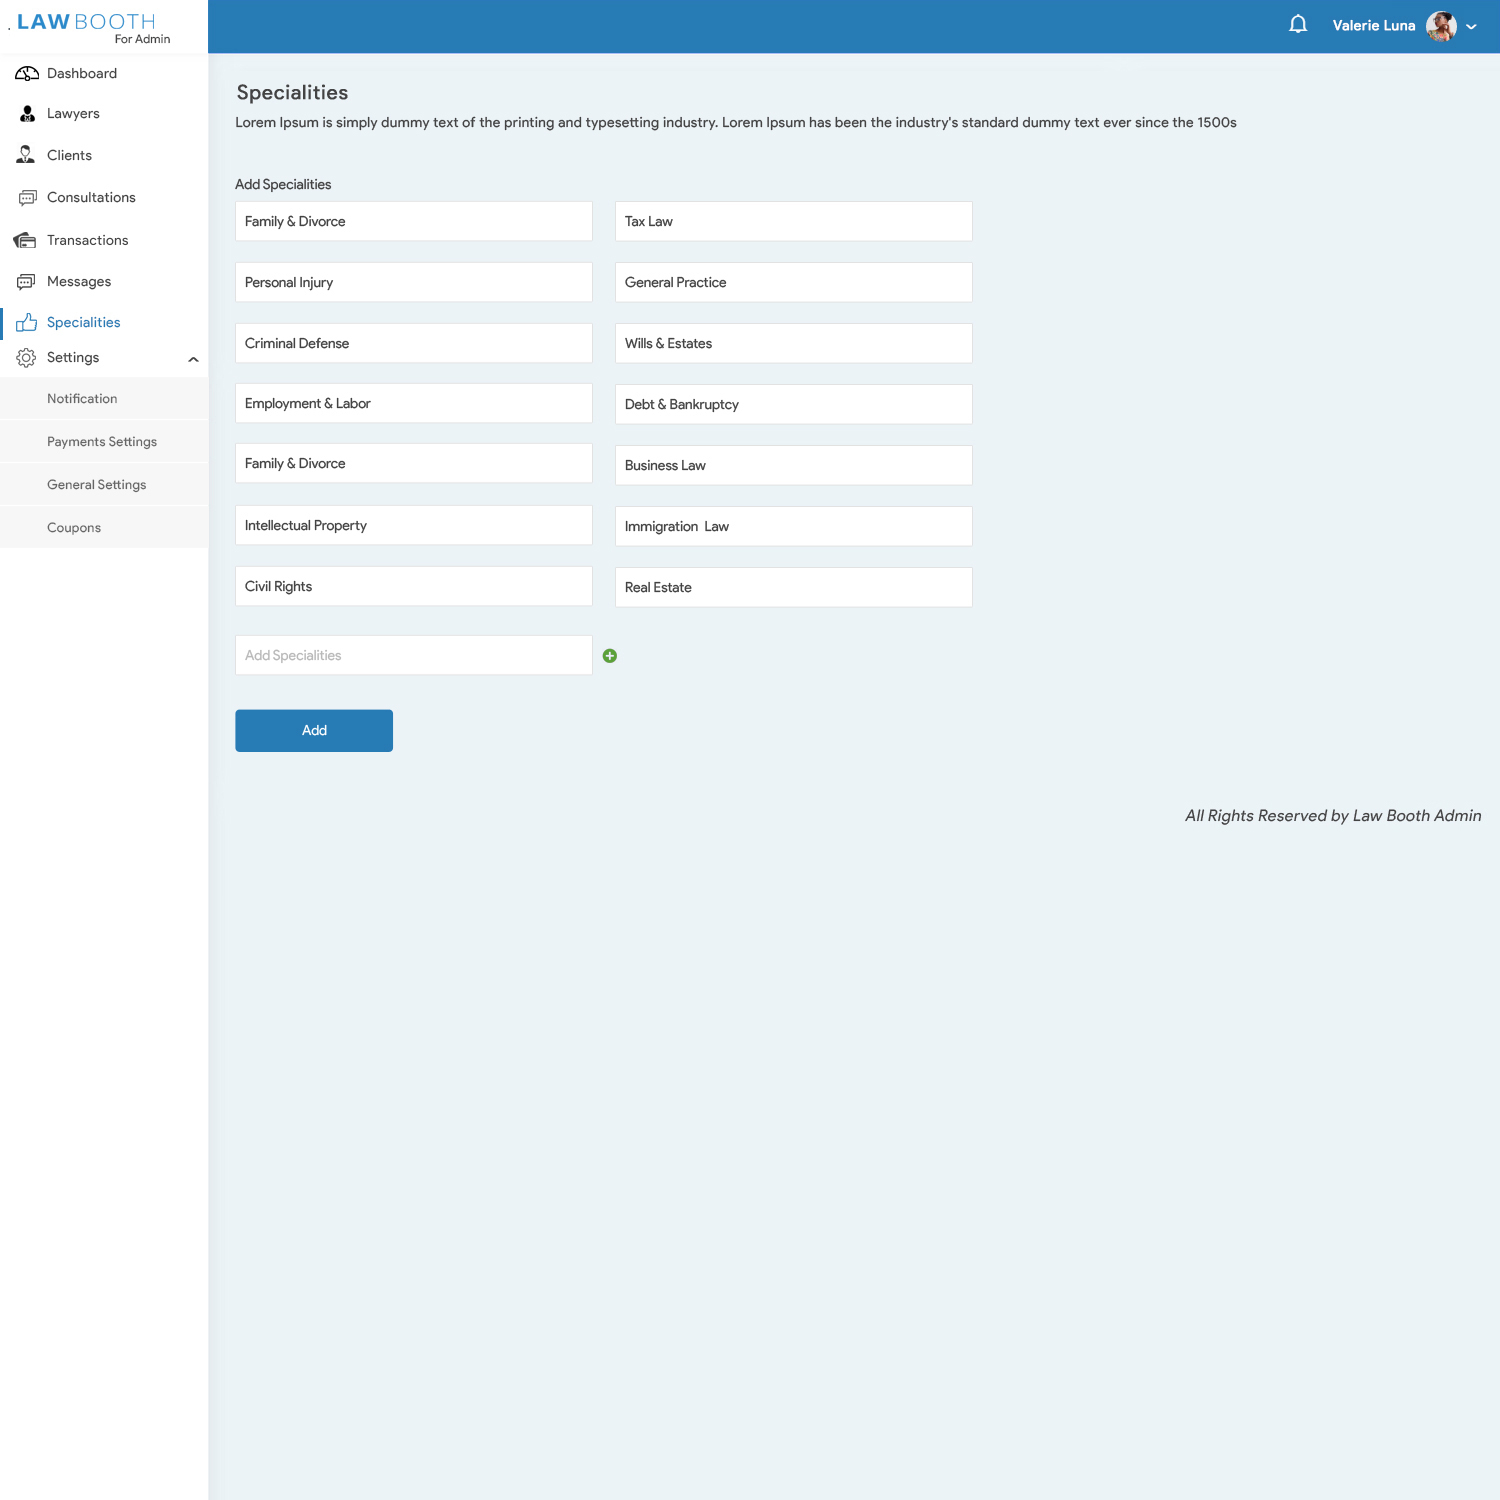 LAW BOOTH
For Admin
Valerie Luna
Dashboard
Lawyers
Clients
Consultations
Transactions
Messages
Specialities
Settings
Notification
Payments Settings
General Settings
Coupons
Specialities
Lorem Ipsum is simply dummy text of the printing and typesetting industry. Lorem Ipsum has been the industry's standard dummy text ever since the 1500s
Add Specialities
Family & Divorce
Tax Law
Personal Injury
General Practice
Criminal Defense
Wills & Estates
Employment & Labor
Debt & Bankruptcy
Family & Divorce
Business Law
Intellectual Property
Immigration  Law
Civil Rights
Real Estate
Add Specialities
Add
All Rights Reserved by Law Booth Admin